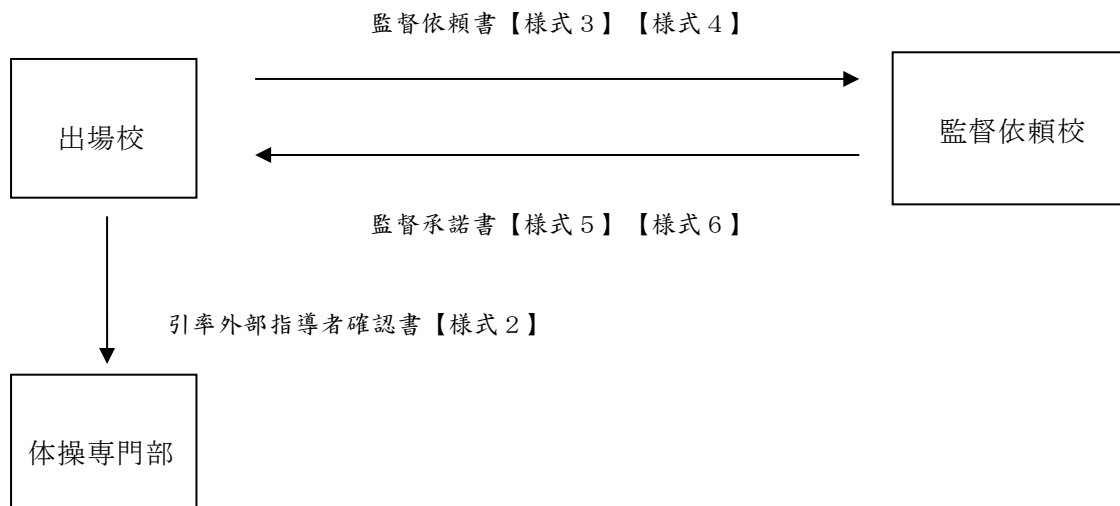 監督依頼書【様式３】【様式４】
出場校
監督依頼校
監督承諾書【様式５】【様式６】
引率外部指導者確認書【様式２】
体操専門部